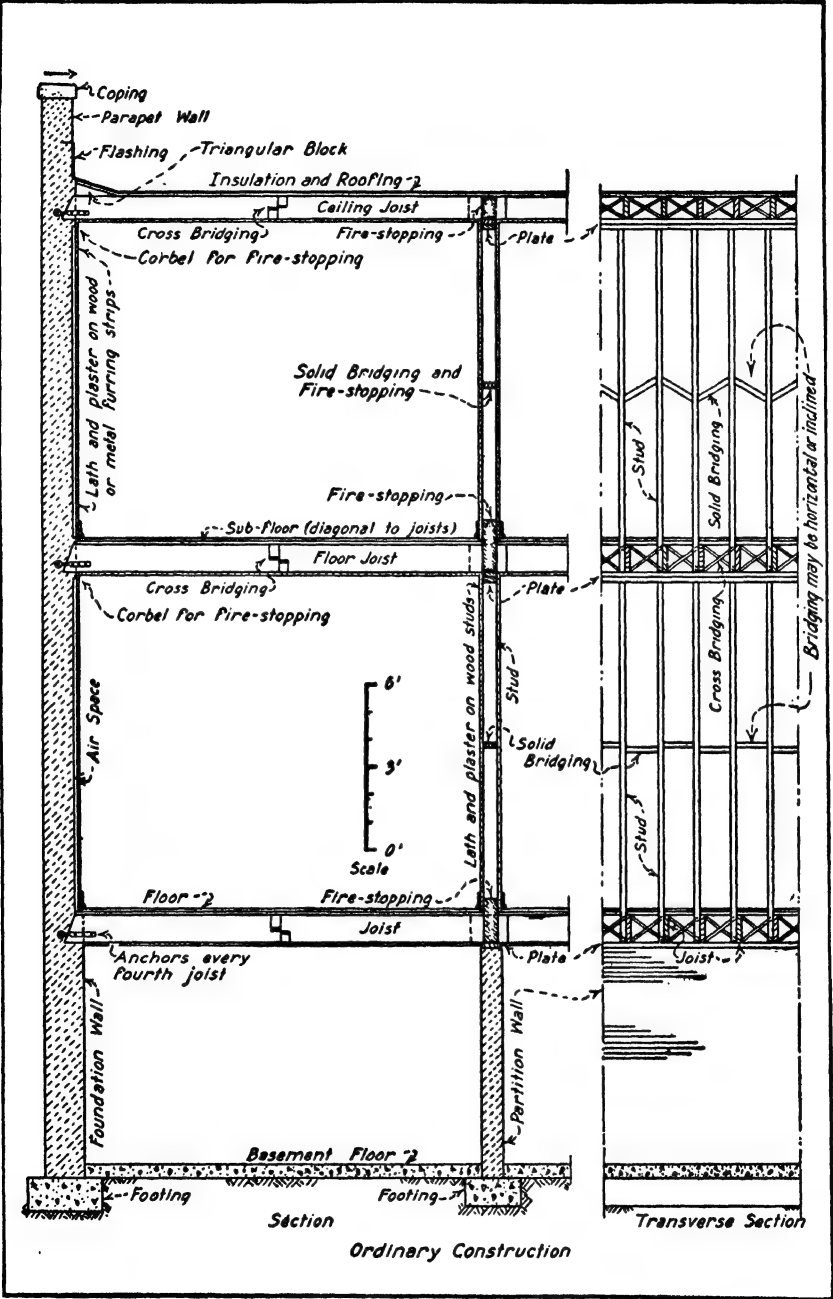 Coping
Parapet Wall
Flashing
Triangular Block
Insulation and Roofing
Ceiling Joist
Cross Bridging
Fire-stopping
Plate
Corbel for fire-stopping
Lath and plaster on wood
or metal furring strips
Solid Bridging and
Fire-stopping
Stud
Solid Bridging
Bridging may be horizontal or inclined
Fire-stopping
Sub-floor (diagonal to joists)
Floor Joist
Cross Bridging
Plate
Corbel for fire-stopping
Cross Bridging
Air Space
6'
3'
0'
Scale
Lath and plaster on wood studs
Stud
Solid
Bridging
Stud
Floor
Fire-stopping
Joist
Anchors every
fourth joist
Plate
Joist
Foundation Wall
Partition Wall
Basement Floor
Footing
Footing
Section
Transverse Section
Ordinary Construction